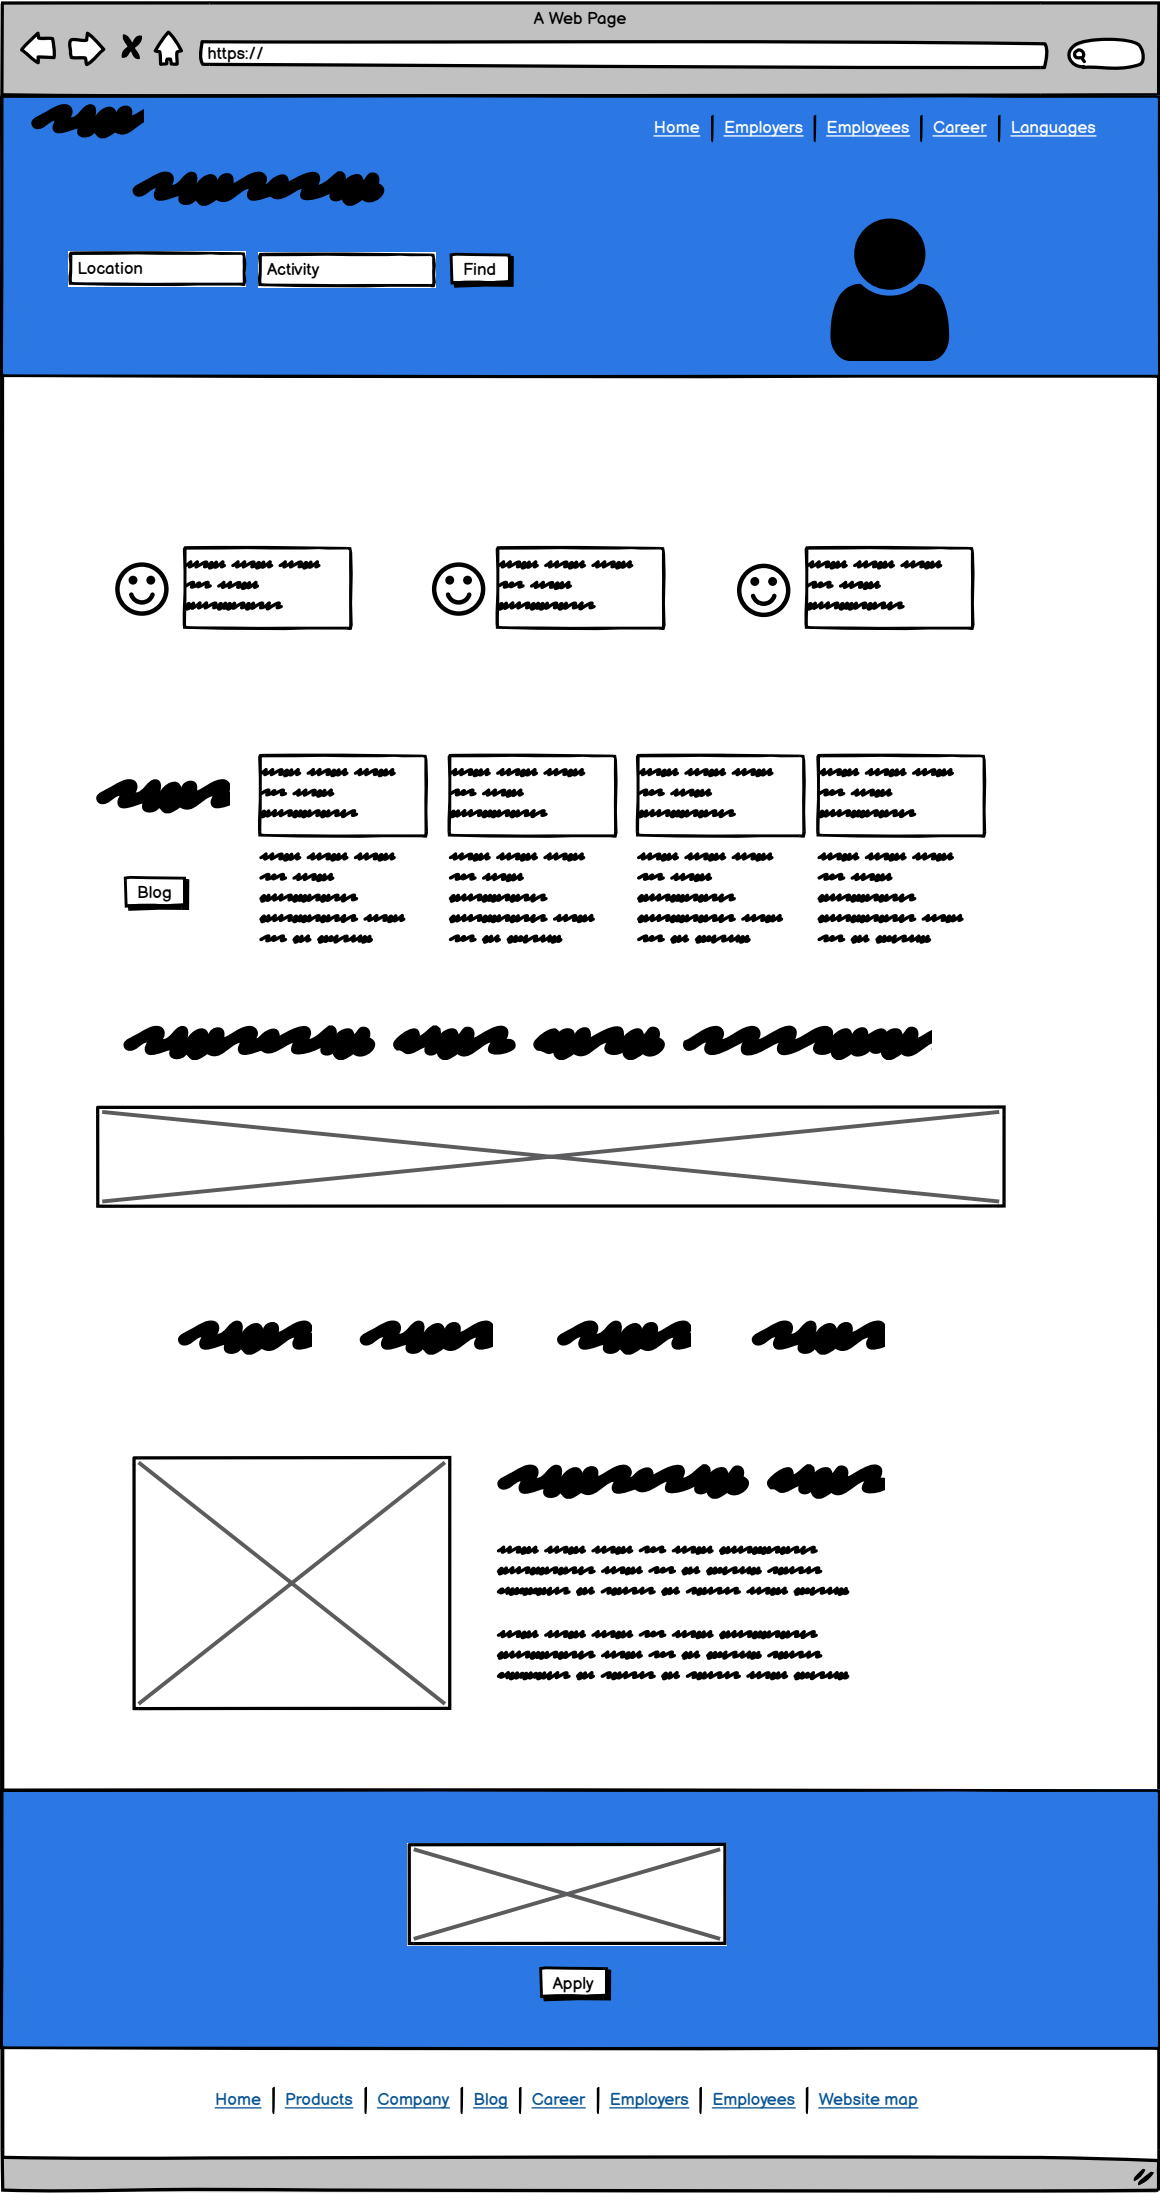 A Web Page
https://
Home Employers Employees Career Languages
Location Activity Find
Blog
Apply
Home Products Company Blog Career Employers Employees Website map